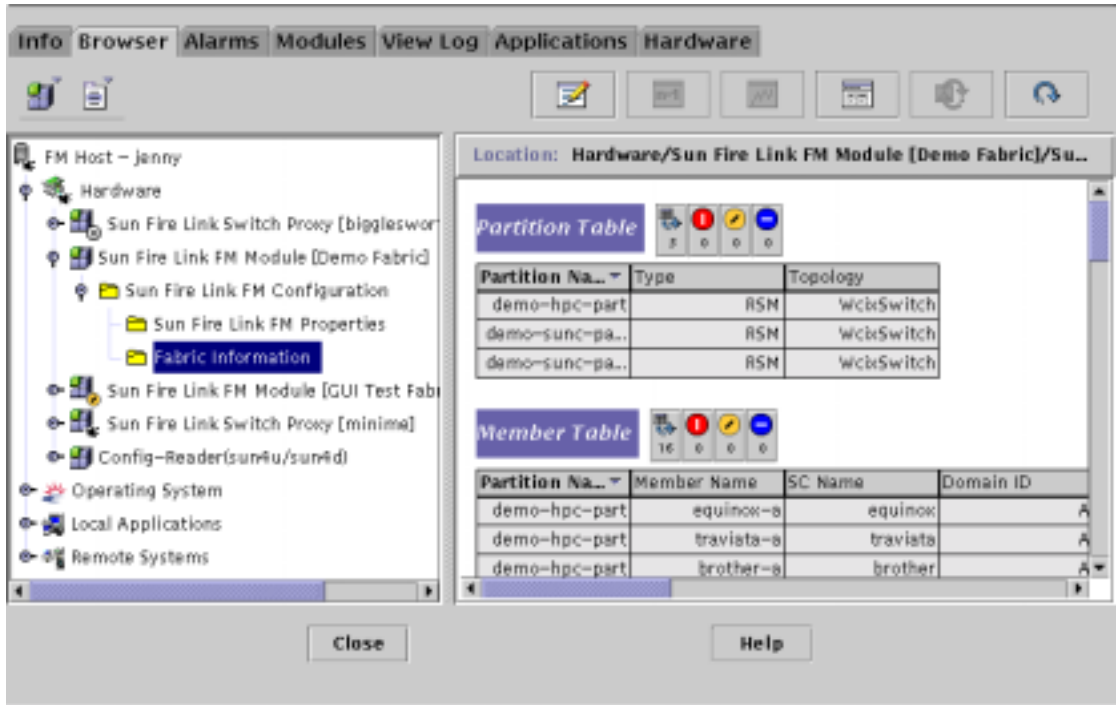 Info Browser Alarms Modules View Log Applications Hardware
FM Host – jenny
Hardware
Sun Fire Link Switch Proxy [biggleswor
Sun Fire Link FM Module [Demo Fabric]
Sun Fire Link FM Configuration
Sun Fire Link FM Properties
Fabric Information
Sun Fire Link FM Module [GUI Test Fabr
Sun Fire Link Switch Proxy [minime]
Config-Reader(sun4u/sun4d)
Operating System
Local Applications
Remote Systems
Location: Hardware/Sun Fire Link FM Module [Demo Fabric]/Su...
Partition Table
3 0 0 0
Partition Na... Type Topology
demo-hpc-part RSM WcixSwitch
demo-sunc-pa... RSM WcixSwitch
demo-sunc-pa... RSM WcixSwitch
Member Table
16 0 0 0
Partition Na... Member Name SC Name Domain ID
demo-hpc-part equinox-a equinox A
demo-hpc-part traviata-a traviata A
demo-hpc-part brother-a brother A
Close Help